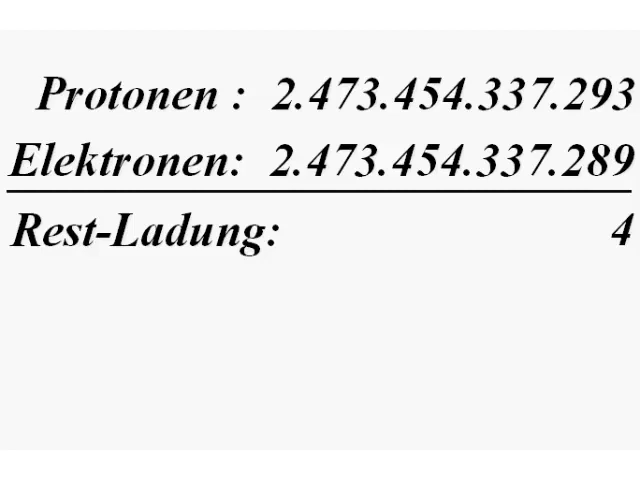 Protonen : 2.473.454.337.293
Elektronen: 2.473.454.337.289
Rest-Ladung: 4